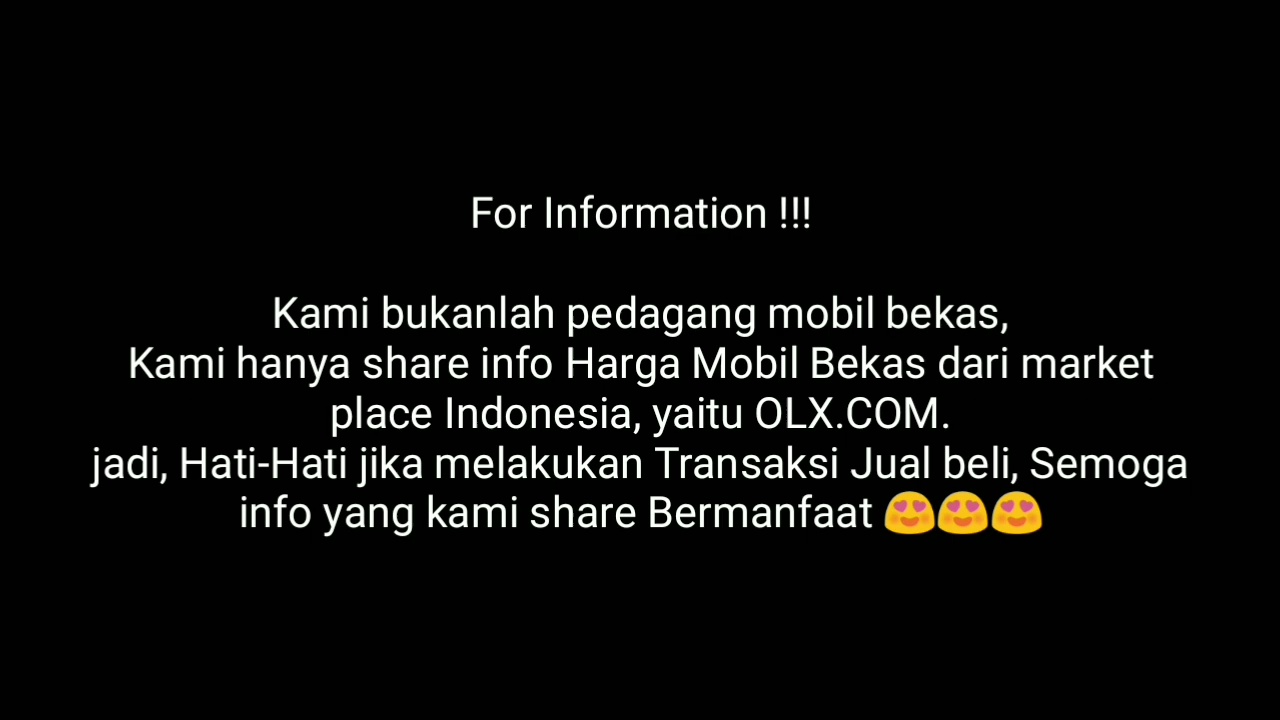 For Information !!!
Kami bukanlah pedagang mobil bekas,
Kami hanya share info Harga Mobil Bekas dari market
place Indonesia, yaitu OLX.COM.
jadi, Hati-Hati jika melakukan Transaksi Jual beli, Semoga
info yang kami share Bermanfaat 😍😍😍